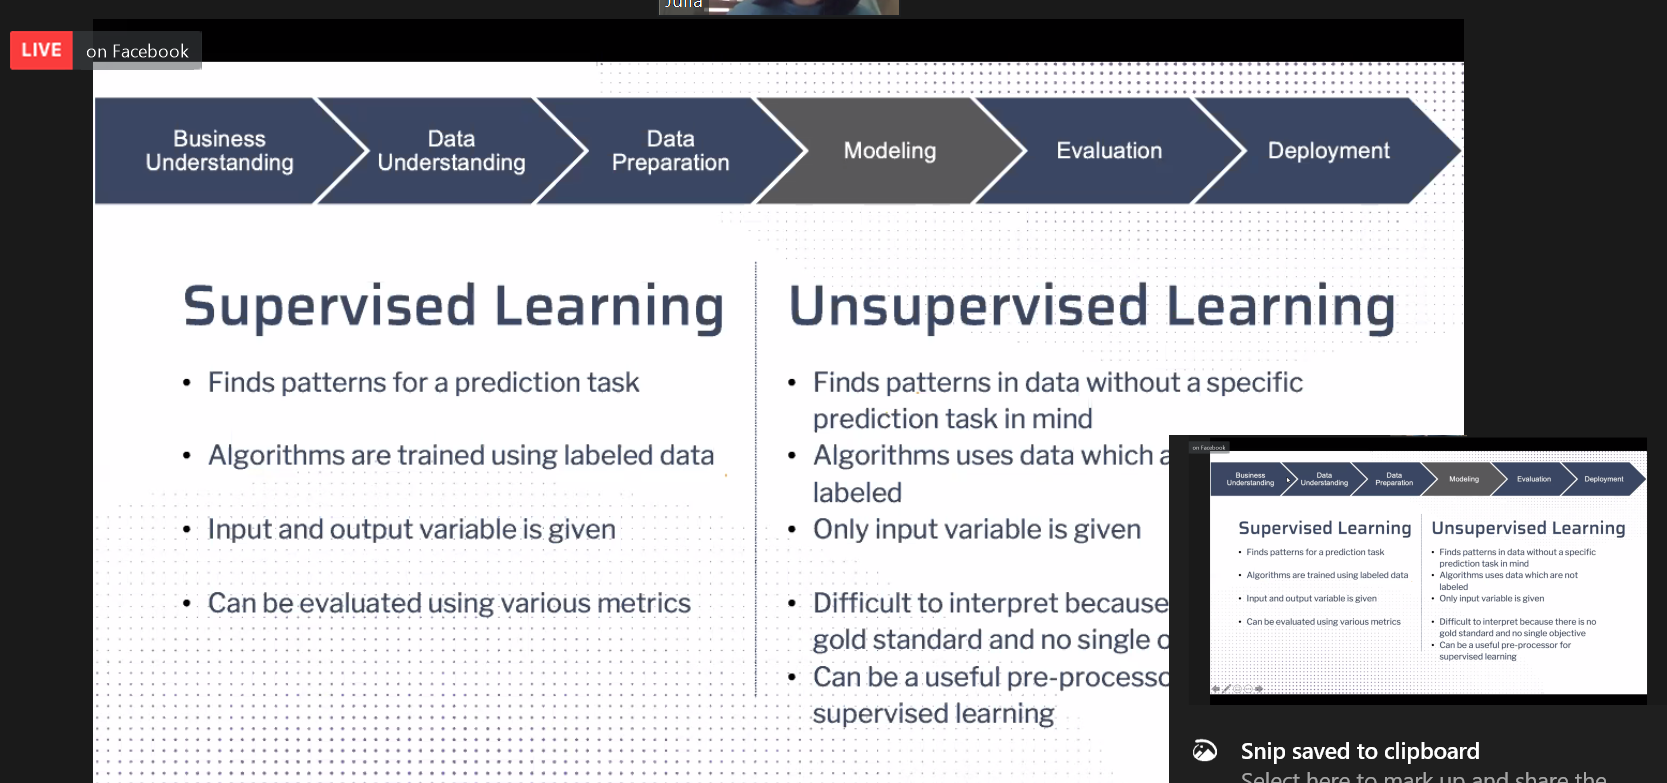 Julia
LIVE on Facebook
Business
Understanding
Data
Understanding
Data
Preparation
Modeling
Evaluation
Deployment
Supervised Learning
• Finds patterns for a prediction task
• Algorithms are trained using labeled data
• Input and output variable is given
• Can be evaluated using various metrics
Unsupervised Learning
• Finds patterns in data without a specific
prediction task in mind
• Algorithms uses data which a
labeled
• Only input variable is given
• Difficult to interpret because
gold standard and no single o
• Can be a useful pre-processo
supervised learning
on Facebook
Business
Understanding
Data
Understanding
Data
Preparation
Modeling
Evaluation
Deployment
Supervised Learning
• Finds patterns for a prediction task
• Algorithms are trained using labeled data
• Input and output variable is given
• Can be evaluated using various metrics
Unsupervised Learning
• Finds patterns in data without a specific
prediction task in mind
• Algorithms uses data which are not
labeled
• Only input variable is given
• Difficult to interpret because there is no
gold standard and no single objective
• Can be a useful pre-processor for
supervised learning
Snip saved to clipboard
Select here to mark up and share the